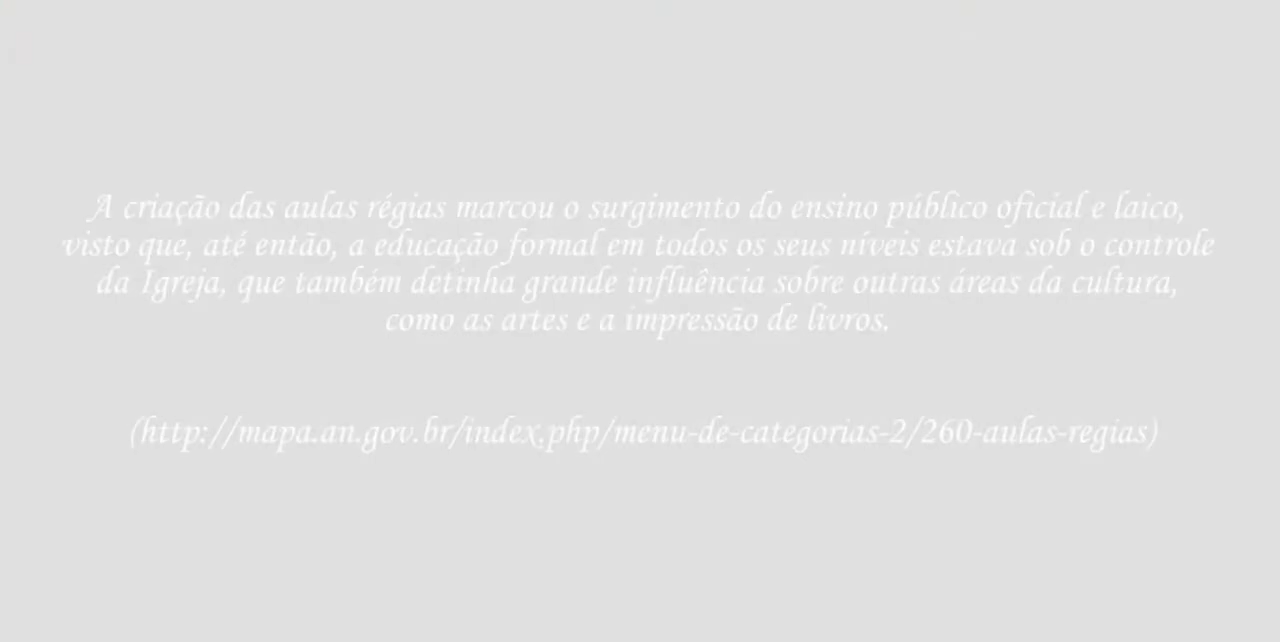 A criação das aulas régias marcou o surgimento do ensino público oficial e laico,
visto que, até então, a educação formal em todos os seus níveis estava sob o controle
da Igreja, que também detinha grande influência sobre outras áreas da cultura,
como as artes e a impressão de livros.
(http://mapa.an.gov.br/index.php/menu-de-categorias-2/260-aulas-regias)